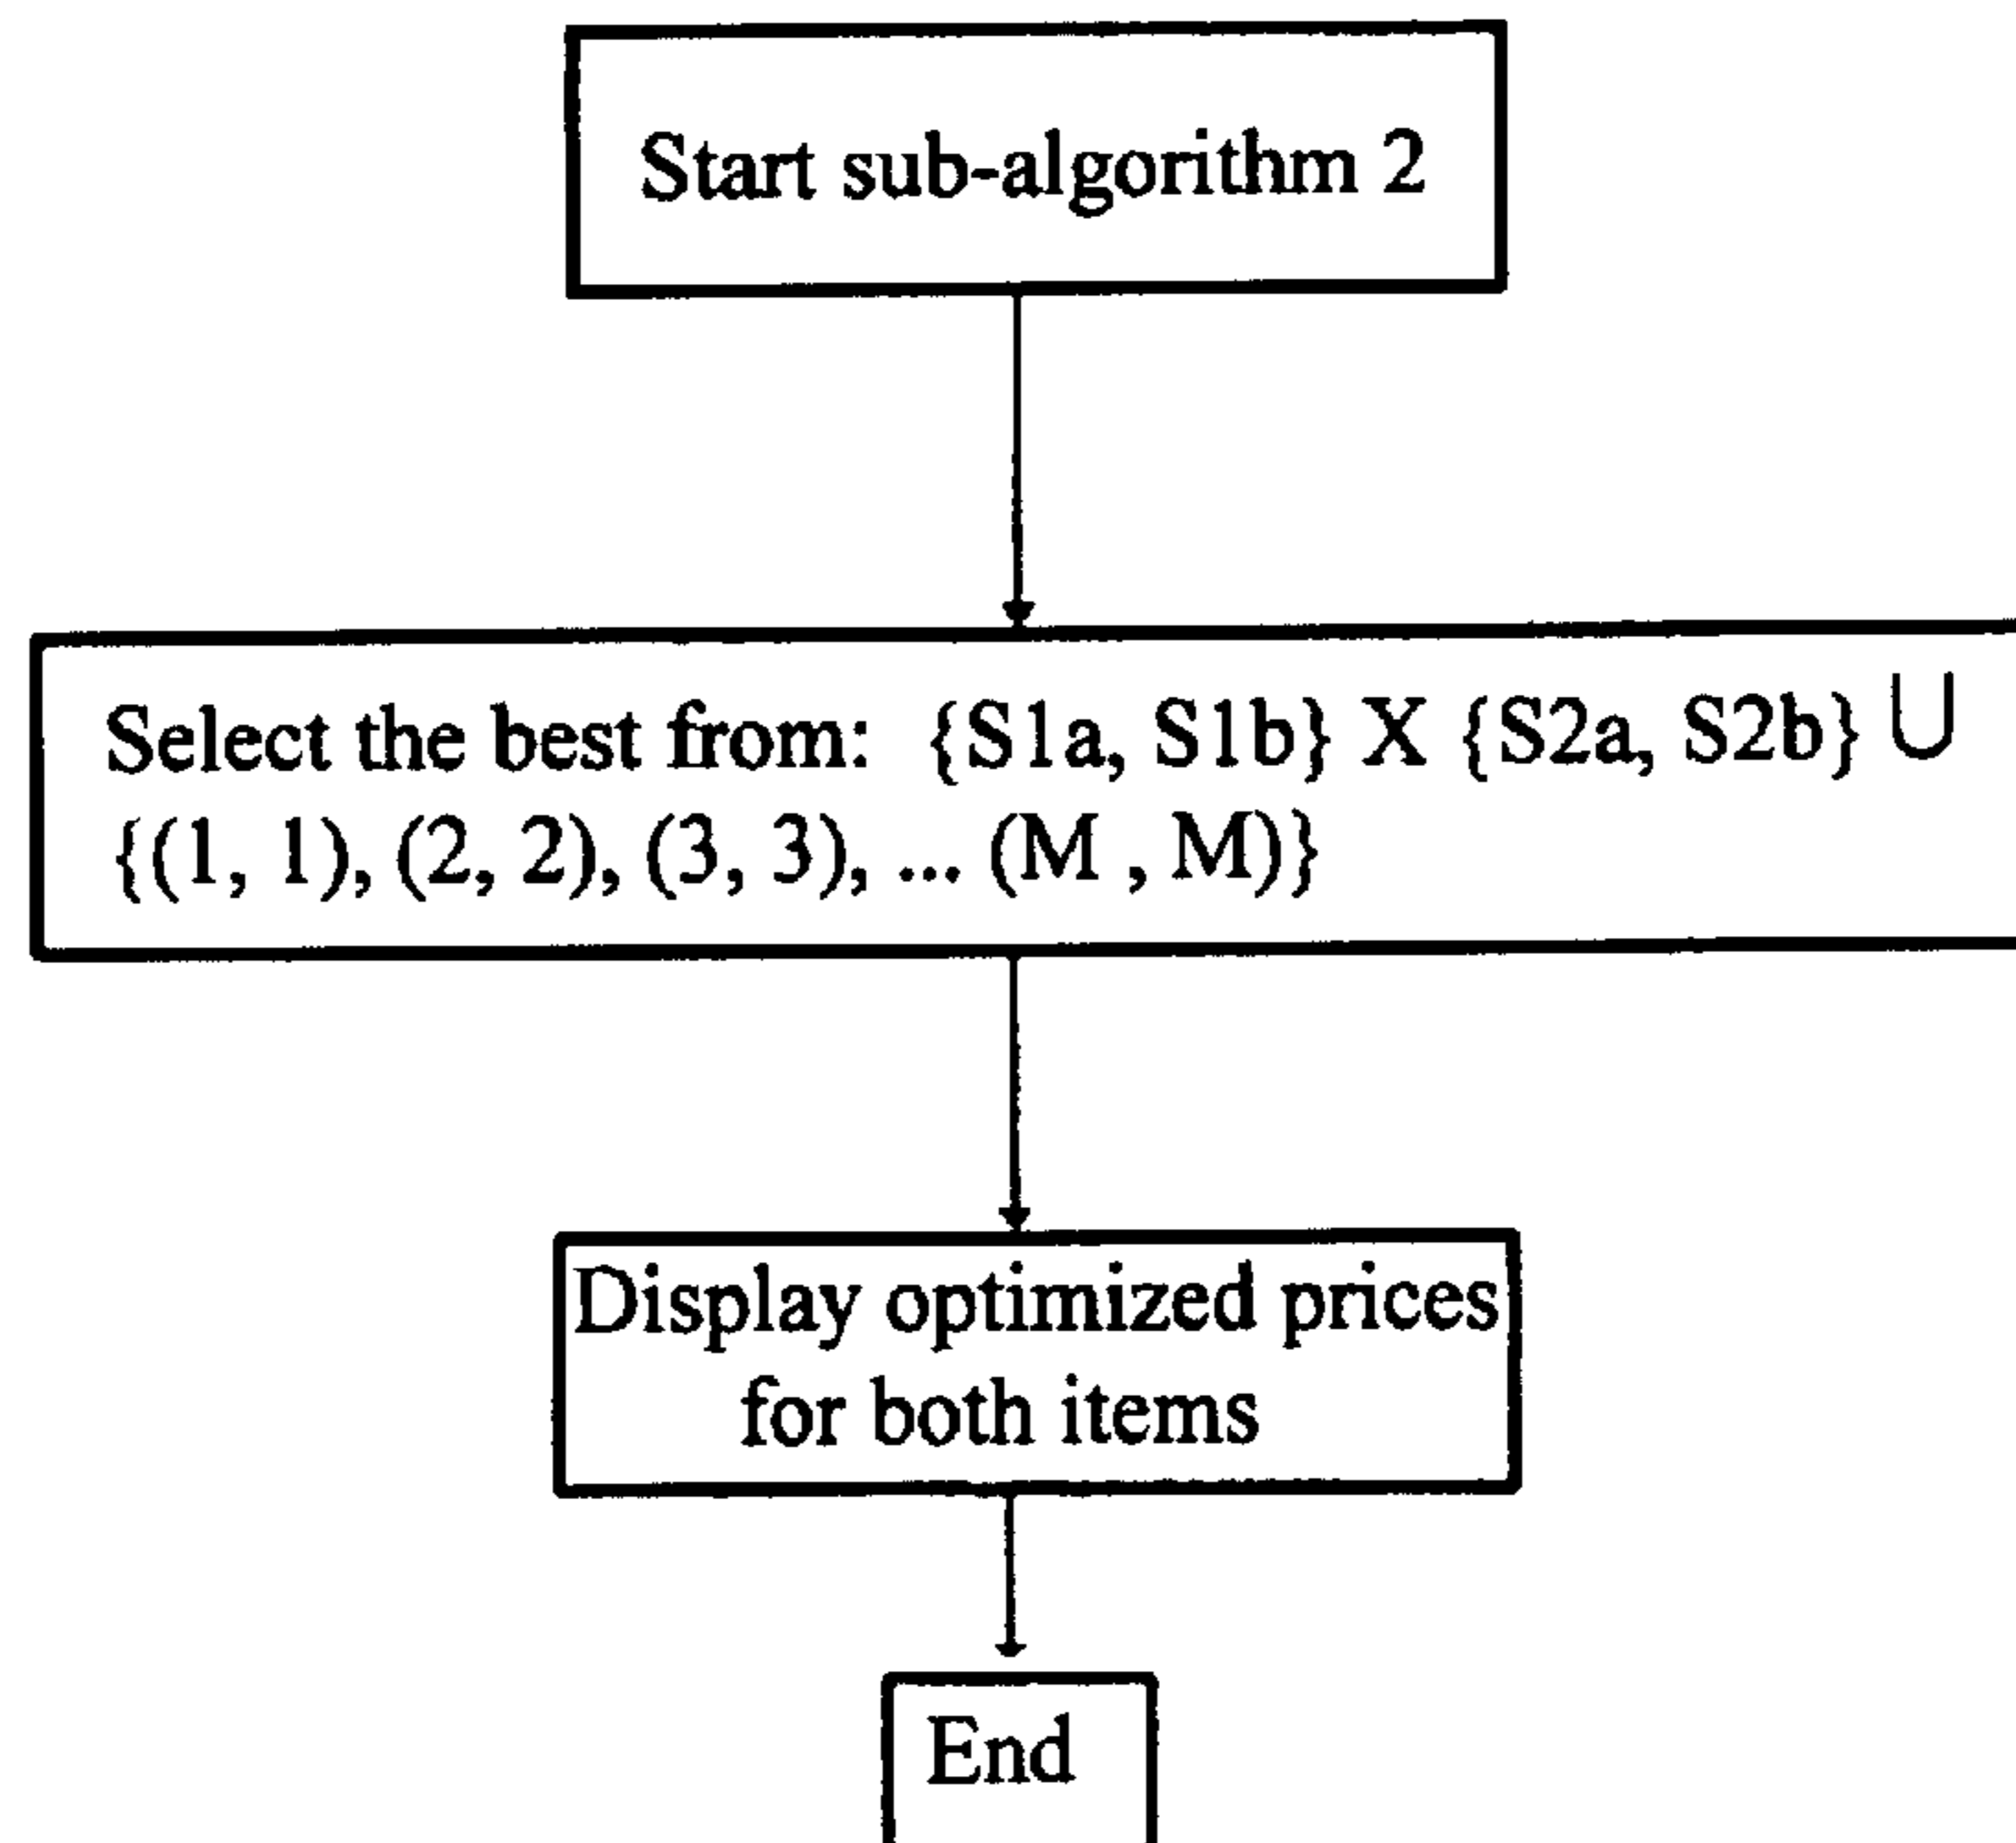 Start sub-algorithm 2
Select the best from: {S1a, S1b} X {S2a, S2b} ∪
{(1, 1), (2, 2), (3, 3), ... (M , M)}
Display optimized prices
for both items
End